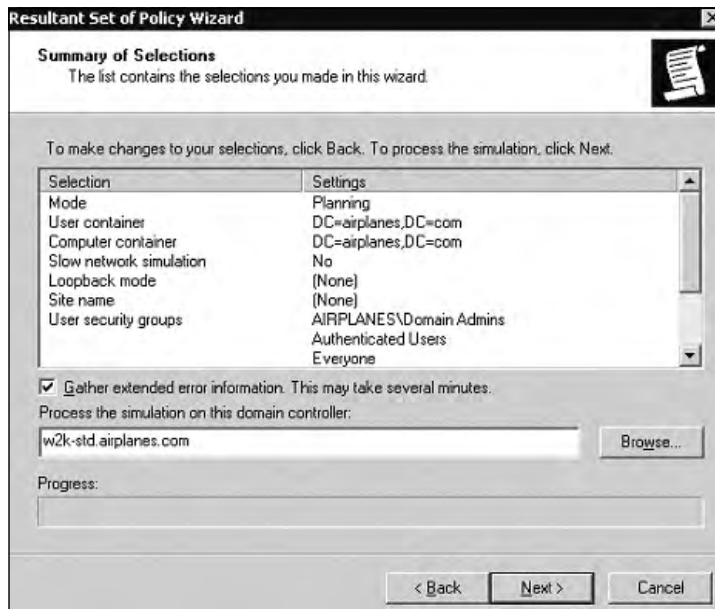 Resultant Set of Policy Wizard
Summary of Selections
The list contains the selections you made in this wizard.
To make changes to your selections, click Back. To process the simulation, click Next.
Selection Settings
Mode Planning
User container DC=airplanes,DC=com
Computer container DC=airplanes,DC=com
Slow network simulation No
Loopback mode (None)
Site name (None)
User security groups AIRPLANES\Domain Admins
Authenticated Users
Everyone
Gather extended error information. This may take several minutes.
Process the simulation on this domain controller:
w2k-std.airplanes.com Browse...
Progress:
< Back Next > Cancel